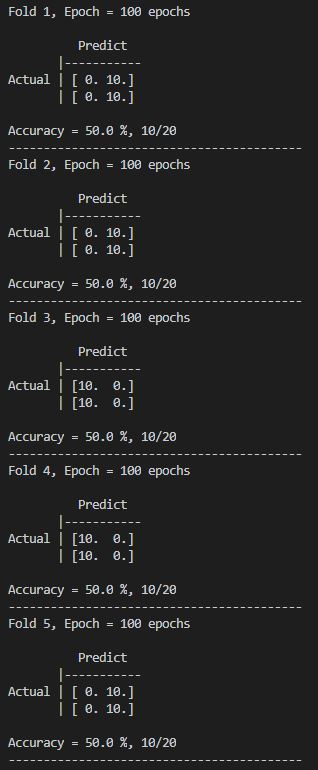 Fold 1, Epoch = 100 epochs
Predict
|-----------
Actual | [ 0. 10.]
| [ 0. 10.]
Accuracy = 50.0 %, 10/20
------------------------------------------
Fold 2, Epoch = 100 epochs
Predict
|-----------
Actual | [ 0. 10.]
| [ 0. 10.]
Accuracy = 50.0 %, 10/20
------------------------------------------
Fold 3, Epoch = 100 epochs
Predict
|-----------
Actual | [10.  0.]
| [10.  0.]
Accuracy = 50.0 %, 10/20
------------------------------------------
Fold 4, Epoch = 100 epochs
Predict
|-----------
Actual | [10.  0.]
| [10.  0.]
Accuracy = 50.0 %, 10/20
------------------------------------------
Fold 5, Epoch = 100 epochs
Predict
|-----------
Actual | [ 0. 10.]
| [ 0. 10.]
Accuracy = 50.0 %, 10/20
------------------------------------------